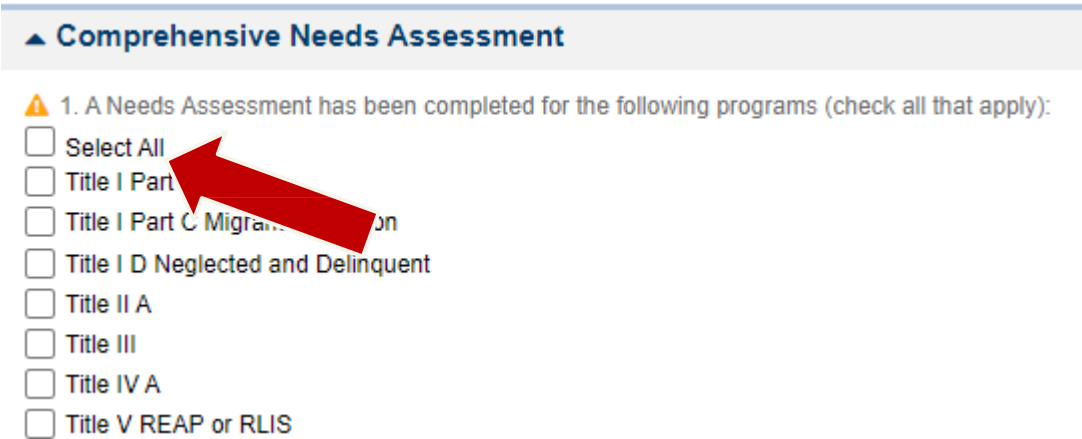 Comprehensive Needs Assessment
1. A Needs Assessment has been completed for the following programs (check all that apply):
Select All
Title I Part
Title I Part C
Title I D Neglected and Delinquent
Title II A
Title III
Title IV A
Title V REAP or RLIS